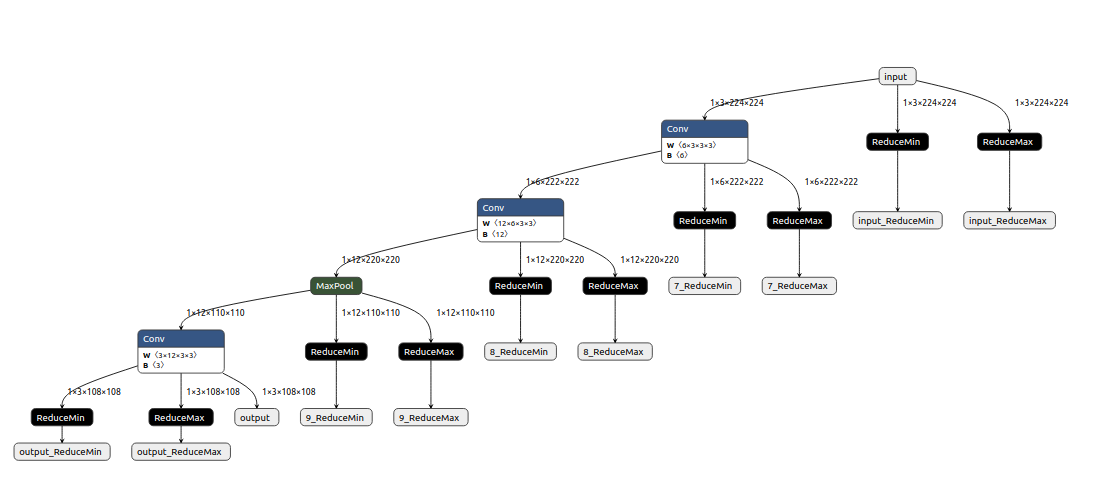 input
1×3×224×224
1×3×224×224
1×3×224×224
Conv
W ⟨6×3×3×3⟩
B ⟨6⟩
ReduceMin
ReduceMax
1×6×222×222
1×6×222×222
1×6×222×222
Conv
W ⟨12×6×3×3⟩
B ⟨12⟩
ReduceMin
ReduceMax
input_ReduceMin
input_ReduceMax
1×12×220×220
1×12×220×220
1×12×220×220
MaxPool
ReduceMin
ReduceMax
7_ReduceMin
7_ReduceMax
1×12×110×110
1×12×110×110
1×12×110×110
Conv
W ⟨3×12×3×3⟩
B ⟨3⟩
ReduceMin
ReduceMax
8_ReduceMin
8_ReduceMax
1×3×108×108
1×3×108×108
1×3×108×108
ReduceMin
ReduceMax
output
9_ReduceMin
9_ReduceMax
output_ReduceMin
output_ReduceMax